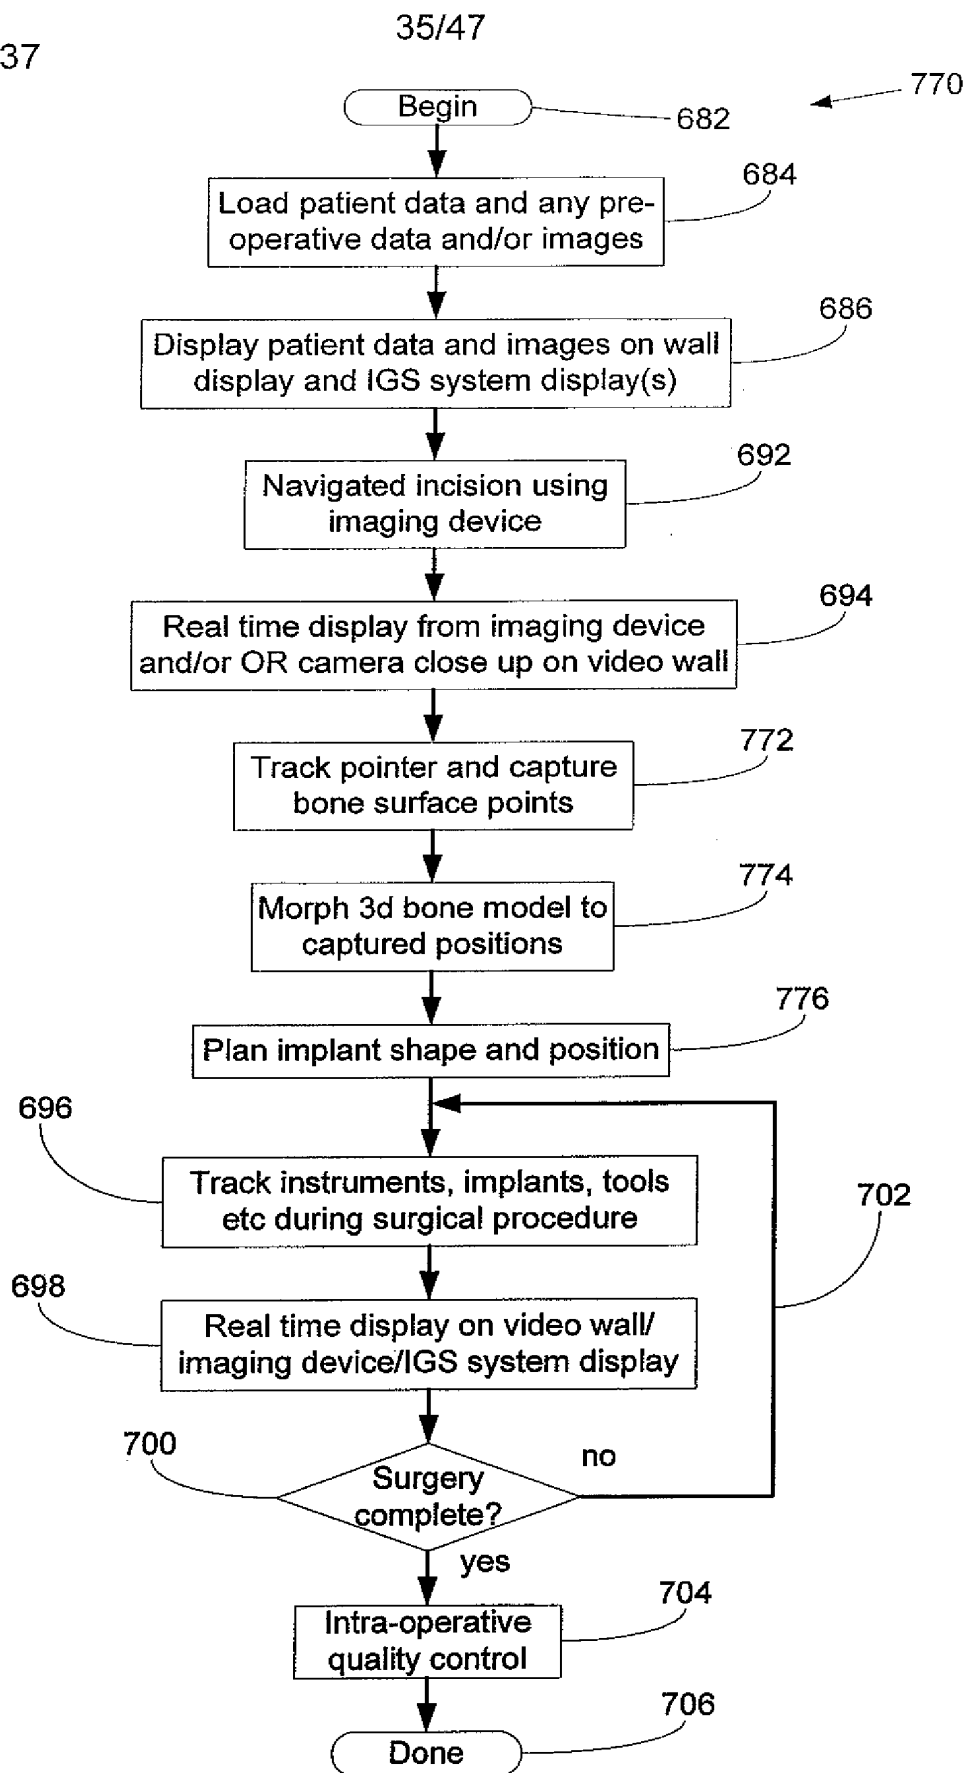 35/47
37
770
Begin
682
684
Load patient data and any pre-
operative data and/or images
686
Display patient data and images on wall
display and IGS system display(s)
692
Navigated incision using
imaging device
694
Real time display from imaging device
and/or OR camera close up on video wall
772
Track pointer and capture
bone surface points
774
Morph 3d bone model to
captured positions
776
Plan implant shape and position
696
Track instruments, implants, tools
etc during surgical procedure
702
698
Real time display on video wall/
imaging device/IGS system display
700
no
Surgery
complete?
yes
704
Intra-operative
quality control
706
Done